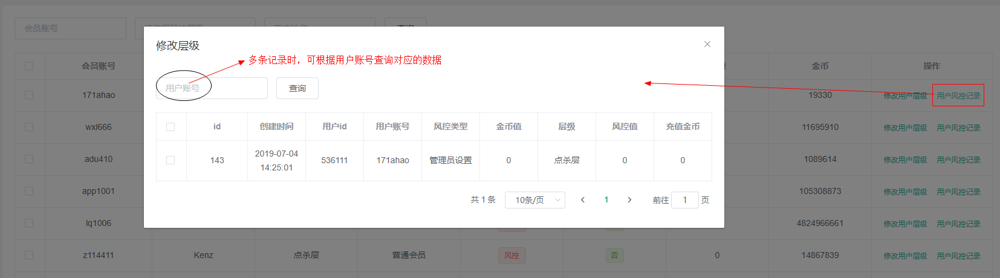 会员账号
查询
修改层级
多条记录时，可根据用户账号查询对应的数据
用户账号
查询
id 创建时间 用户id 用户账号 风控类型 金币值 层级 风控值 充值金币
143 2019-07-04 14:25:01 536111 171ahao 管理员设置 0 点杀层 0 0
共 1 条 10条/页 1 前往 1 页
会员账号 金币 操作
171ahao 19330 修改用户层级 用户风控记录
wxl666 11695910 修改用户层级 用户风控记录
adu410 1089614 修改用户层级 用户风控记录
app1001 105308873 修改用户层级 用户风控记录
lq1006 4824966661 修改用户层级 用户风控记录
z114411 Kenz 点杀层 普通会员 风控 否 0 14867839 修改用户层级 用户风控记录